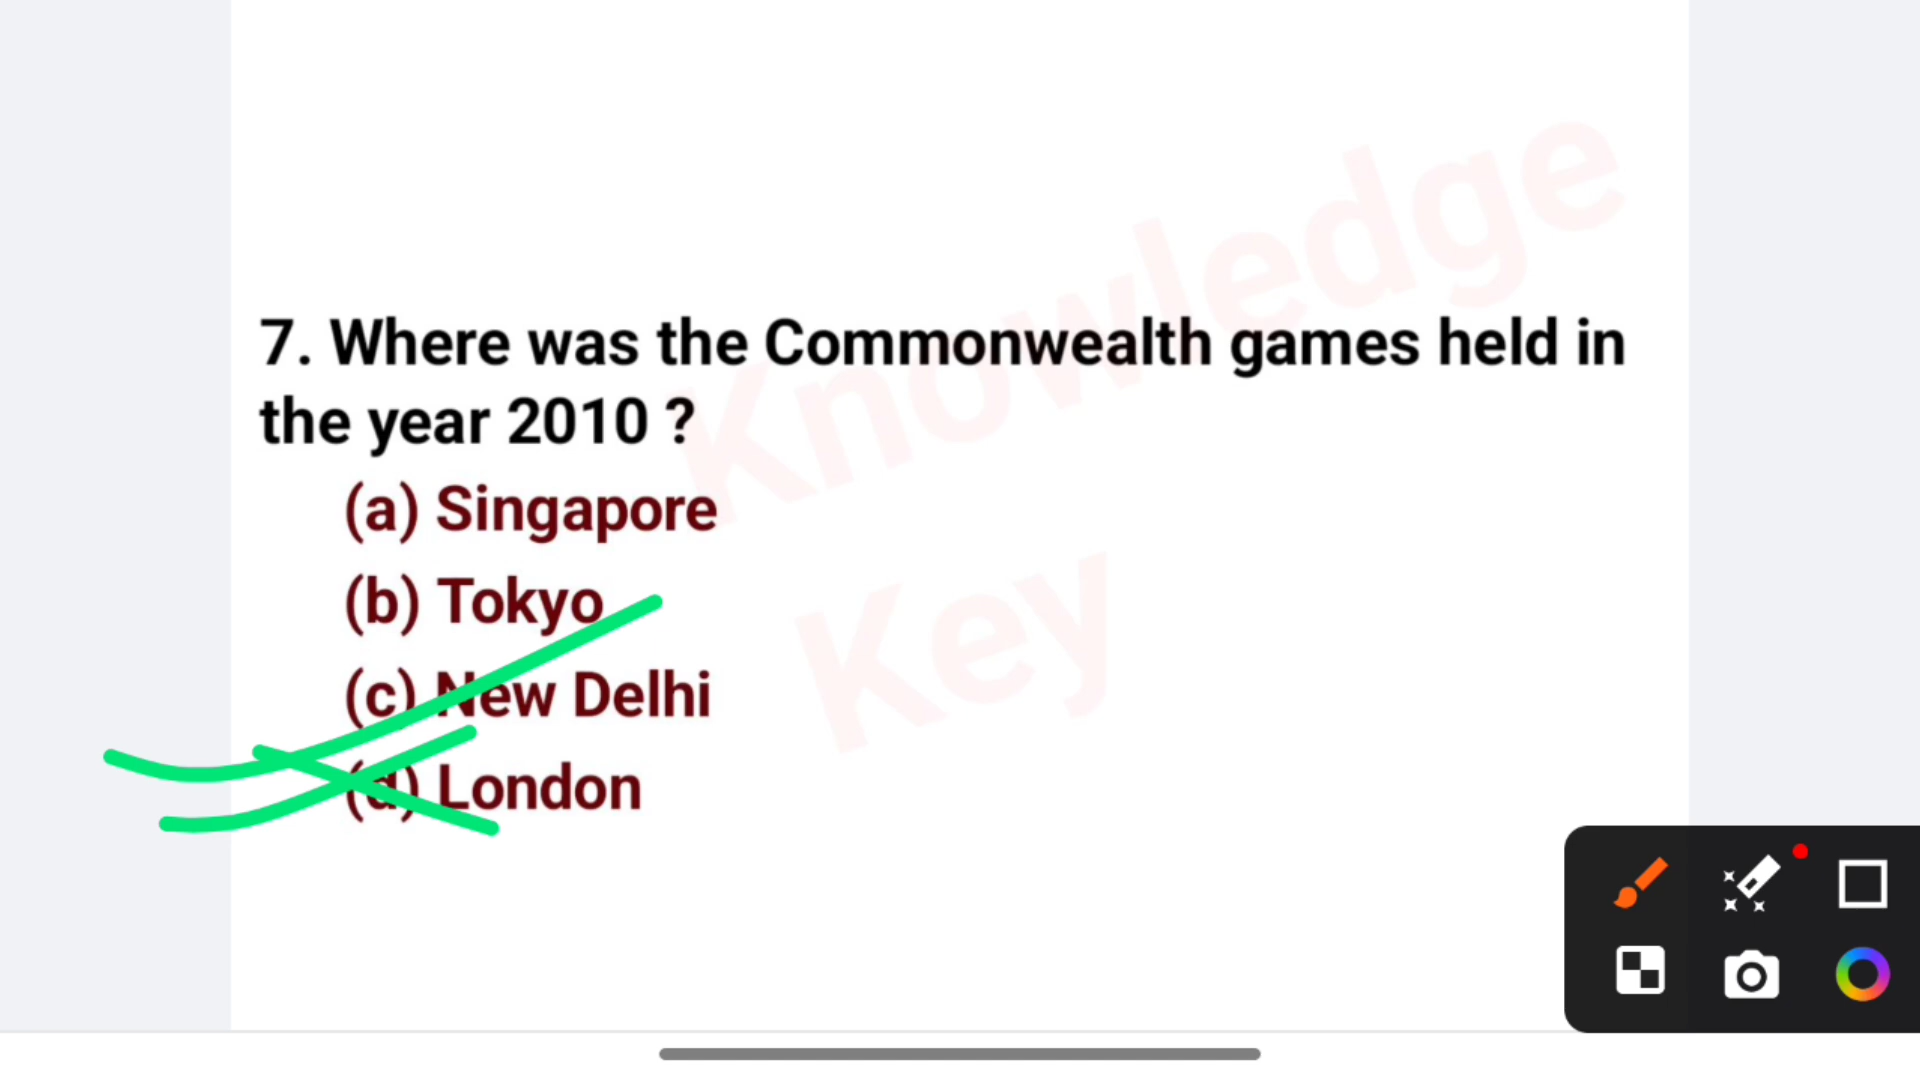 7. Where was the Commonwealth games held in
the year 2010 ?
(a) Singapore
(b) Tokyo
(c) New Delhi
(d) London
Knowledge
Key